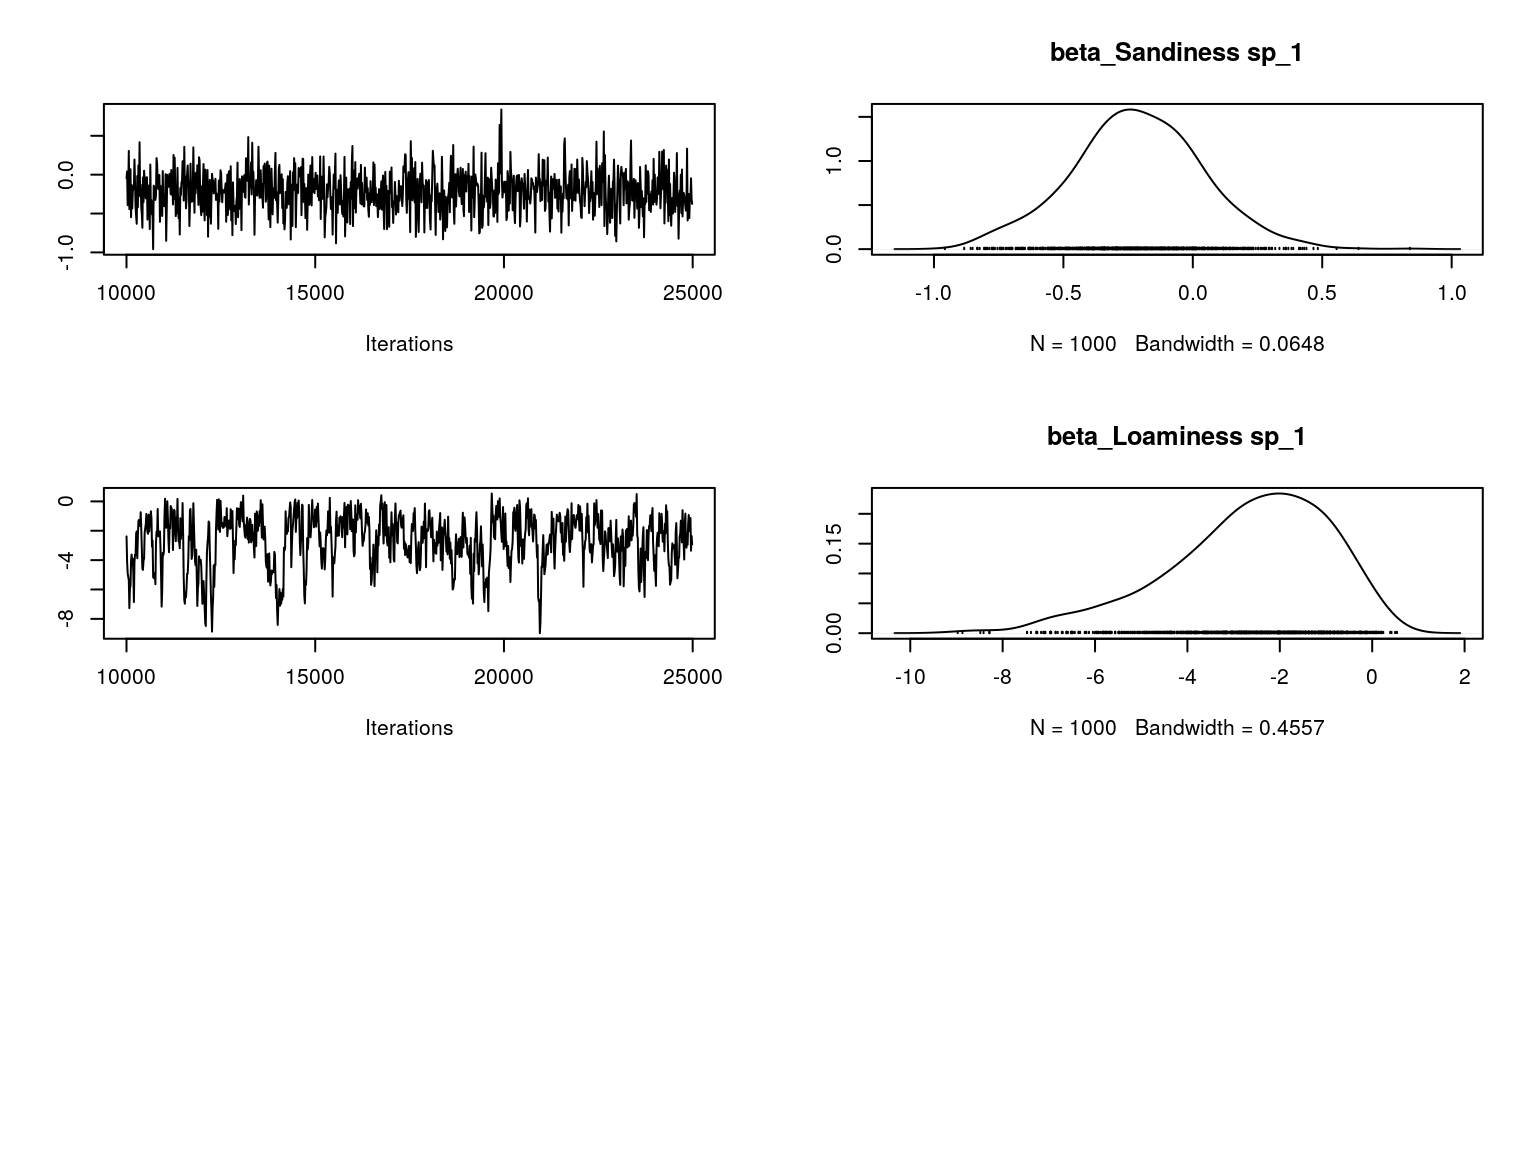 beta_Sandiness sp_1
0.0
-1.0
10000 15000 20000 25000
Iterations
1.0
0.0
-1.0 -0.5 0.0 0.5 1.0
N = 1000 Bandwidth = 0.0648
beta_Loaminess sp_1
0
-4
-8
10000 15000 20000 25000
Iterations
0.15
0.00
-10 -8 -6 -4 -2 0 2
N = 1000 Bandwidth = 0.4557